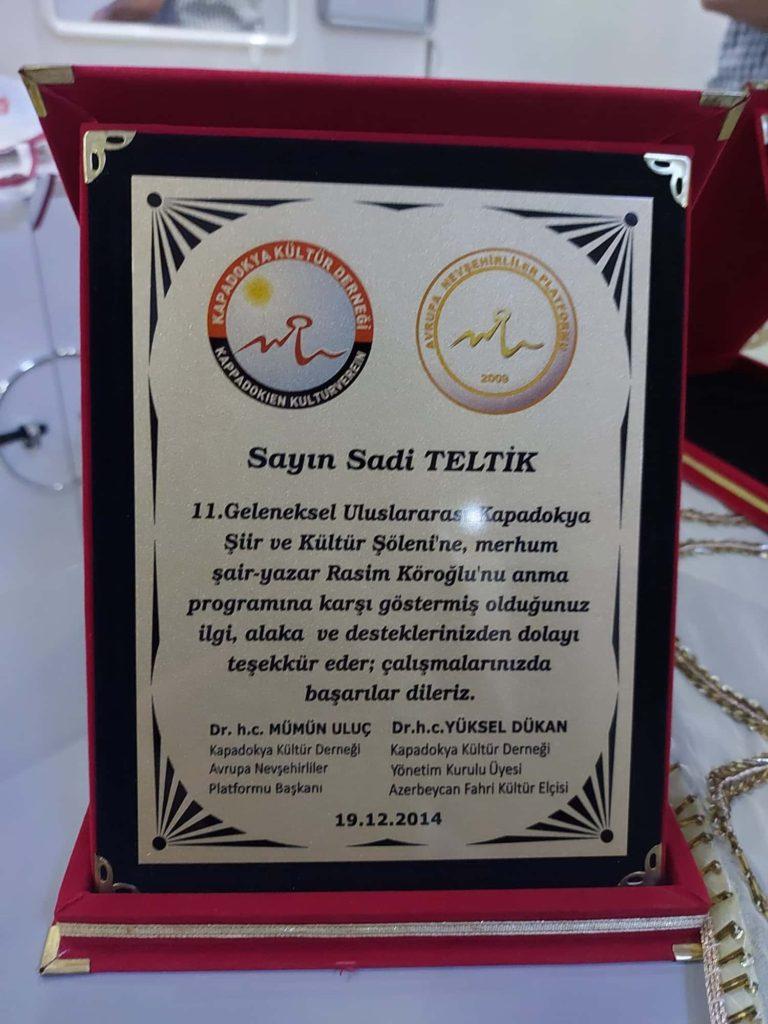 KAPADOKYA KÜLTÜR DERNEĞİ
KAPPADOKIEN KULTURVEREIN
AVRUPA NEVŞEHİRLİLER PLATFORMU
2009
Sayın Sadi TELTİK
11.Geleneksel Uluslararası Kapadokya
Şiir ve Kültür Şöleni'ne, merhum
şair-yazar Rasim Köroğlu'nu anma
programına karşı göstermiş olduğunuz
ilgi, alaka ve desteklerinizden dolayı
teşekkür eder; çalışmalarınızda
başarılar dileriz.
Dr. h.c. MÜMÜN ULUÇ
Kapadokya Kültür Derneği
Avrupa Nevşehirliler
Platformu Başkanı
Dr.h.c.YÜKSEL DÜKAN
Kapadokya Kültür Derneği
Yönetim Kurulu Üyesi
Azerbeycan Fahri Kültür Elçisi
19.12.2014